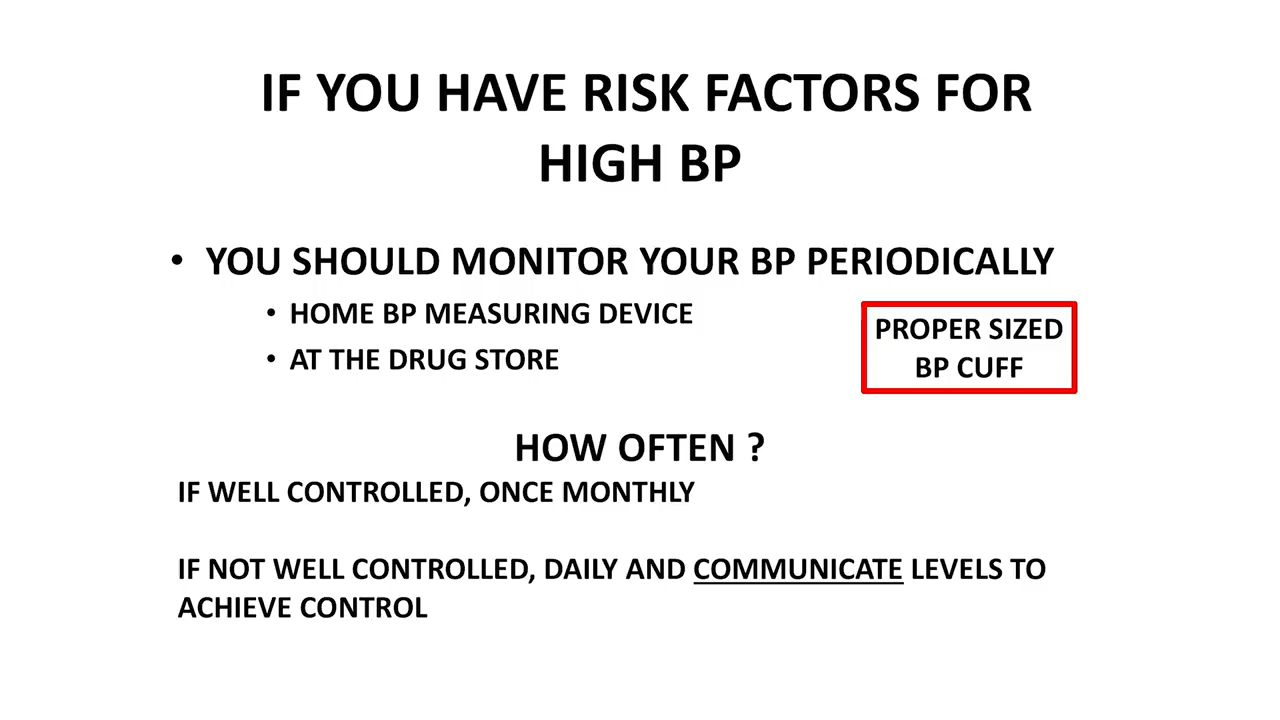 IF YOU HAVE RISK FACTORS FOR
HIGH BP
• YOU SHOULD MONITOR YOUR BP PERIODICALLY
• HOME BP MEASURING DEVICE
• AT THE DRUG STORE
PROPER SIZED
BP CUFF
HOW OFTEN ?
IF WELL CONTROLLED, ONCE MONTHLY
IF NOT WELL CONTROLLED, DAILY AND COMMUNICATE LEVELS TO
ACHIEVE CONTROL